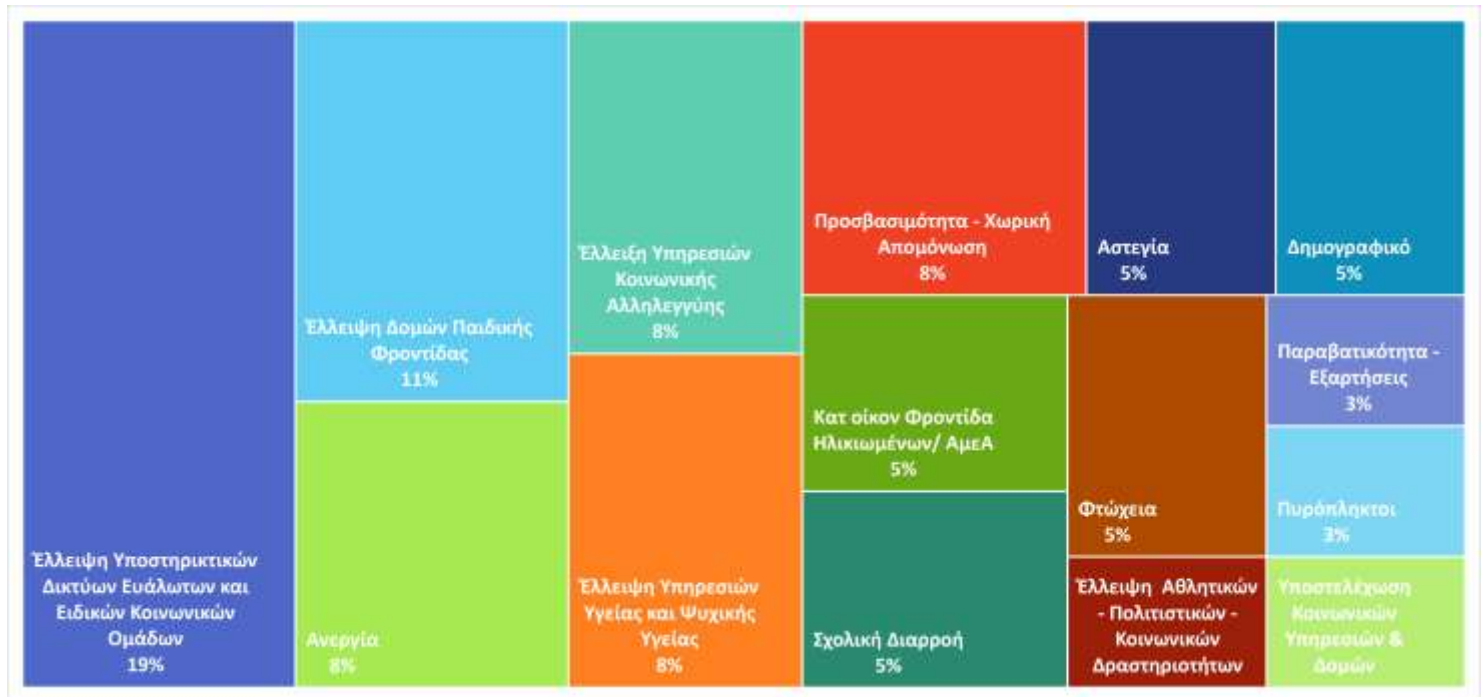 Έλλειψη Υποστηρικτικών
Δικτύων Ευάλωτων και
Ειδικών Κοινωνικών
Ομάδων
19%
Έλλειψη Δομών Παιδικής
Φροντίδας
11%
Ανεργία
8%
Έλλειξη Υπηρεσιών
Κοινωνικής
Αλληλεγγύης
8%
Έλλειψη Υπηρεσιών
Υγείας και Ψυχικής
Υγείας
8%
Προσβασιμότητα - Χωρική
Απομόνωση
8%
Αστεγία
5%
Δημογραφικό
5%
Κατ οίκον Φροντίδα
Ηλικιωμένων/ ΑμεΑ
5%
Σχολική Διαρροή
5%
Φτώχεια
5%
Παραβατικότητα -
Εξαρτήσεις
3%
Πυρόπληκτοι
3%
Έλλειψη Αθλητικών
- Πολιτιστικών -
Κοινωνικών
Δραστηριοτήτων
Υποστελέχωση
Κοινωνικών
Υπηρεσιών &
Δομών